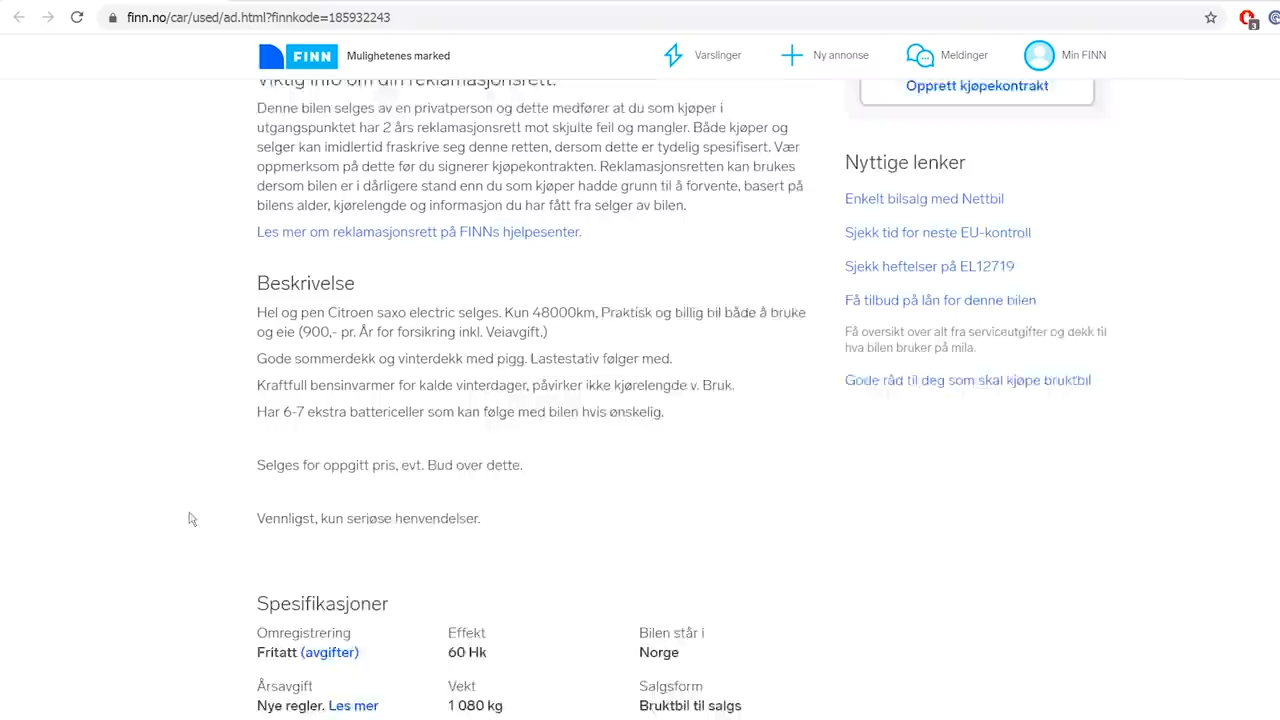 finn.no/car/used/ad.html?finnkode=185932243
3
FINN
Mulighetenes marked
Varslinger
Ny annonse
Meldinger
Min FINN
Viktig info om din reklamasjonsrett:
Denne bilen selges av en privatperson og dette medfører at du som kjøper i
utgangspunktet har 2 års reklamasjonsrett mot skjulte feil og mangler. Både kjøper og
selger kan imidlertid fraskrive seg denne retten, dersom dette er tydelig spesifisert. Vær
oppmerksom på dette før du signerer kjøpekontrakten. Reklamasjonsretten kan brukes
dersom bilen er i dårligere stand enn du som kjøper hadde grunn til å forvente, basert på
bilens alder, kjørelengde og informasjon du har fått fra selger av bilen.
Les mer om reklamasjonsrett på FINNs hjelpesenter.
Beskrivelse
Hel og pen Citroen saxo electric selges. Kun 48000km, Praktisk og billig bil både å bruke
og eie (900,- pr. År for forsikring inkl. Veiavgift.)
Gode sommerdekk og vinterdekk med pigg. Lastestativ følger med.
Kraftfull bensinvarmer for kalde vinterdager, påvirker ikke kjørelengde v. Bruk.
Har 6-7 ekstra battericeller som kan følge med bilen hvis ønskelig.
Selges for oppgitt pris, evt. Bud over dette.
Vennligst, kun seriøse henvendelser.
Spesifikasjoner
Omregistrering
Fritatt (avgifter)
Effekt
60 Hk
Bilen står i
Norge
Årsavgift
Nye regler. Les mer
Vekt
1 080 kg
Salgsform
Bruktbil til salgs
Opprett kjøpekontrakt
Nyttige lenker
Enkelt bilsalg med Nettbil
Sjekk tid for neste EU-kontroll
Sjekk heftelser på EL12719
Få tilbud på lån for denne bilen
Få oversikt over alt fra serviceutgifter og dekk til
hva bilen bruker på mila.
Gode råd til deg som skal kjøpe bruktbil